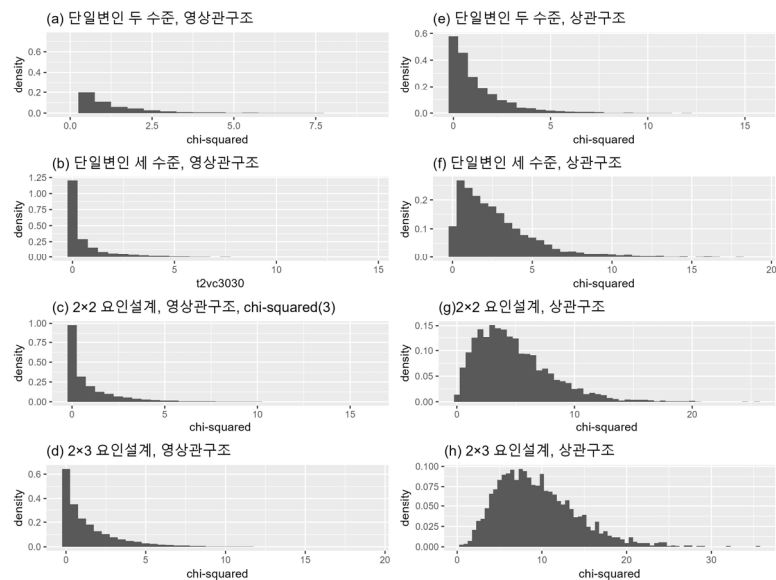 (a) 단일변인 두 수준, 영상관구조
density
0.6
0.4
0.2
0.0
0.0 2.5 5.0 7.5
chi-squared
(b) 단일변인 세 수준, 영상관구조
density
1.25
1.00
0.75
0.50
0.25
0.00
0 5 10 15
t2vc3030
(c) 2×2 요인설계, 영상관구조, chi-squared(3)
density
1.00
0.75
0.50
0.25
0.00
0 5 10 15
chi-squared
(d) 2×3 요인설계, 영상관구조
density
0.6
0.4
0.2
0.0
0 5 10 15 20
chi-squared
(e) 단일변인 두 수준, 상관구조
density
0.6
0.4
0.2
0.0
0 5 10 15
chi-squared
(f) 단일변인 세 수준, 상관구조
density
0.2
0.1
0.0
0 5 10 15 20
chi-squared
(g)2×2 요인설계, 상관구조
density
0.15
0.10
0.05
0.00
0 10 20
chi-squared
(h) 2×3 요인설계, 상관구조
density
0.100
0.075
0.050
0.025
0.000
0 10 20 30
chi-squared